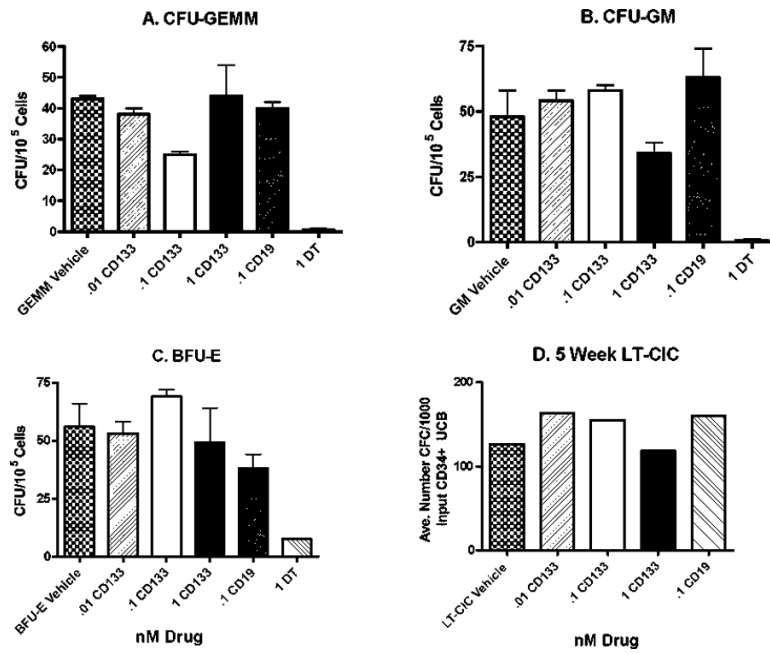 A. CFU-GEMM
CFU/10 5 Cells
60
50
40
30
20
10
0
GEMM Vehicle
.01 CD133
.1 CD133
1 CD133
.1 CD19
1 DT
B. CFU-GM
CFU/10 5 Cells
75
50
25
0
GM Vehicle
.01 CD133
.1 CD133
1 CD133
.1 CD19
1 DT
C. BFU-E
CFU/10 5 Cells
75
50
25
0
BFU-E Vehicle
.01 CD133
.1 CD133
1 CD133
.1 CD19
1 DT
nM Drug
D. 5 Week LT-CIC
Ave. Number CFC/1000
Input CD34+ UCB
200
150
100
50
0
LT-CIC Vehicle
.01 CD133
.1 CD133
1 CD133
.1 CD19
nM Drug